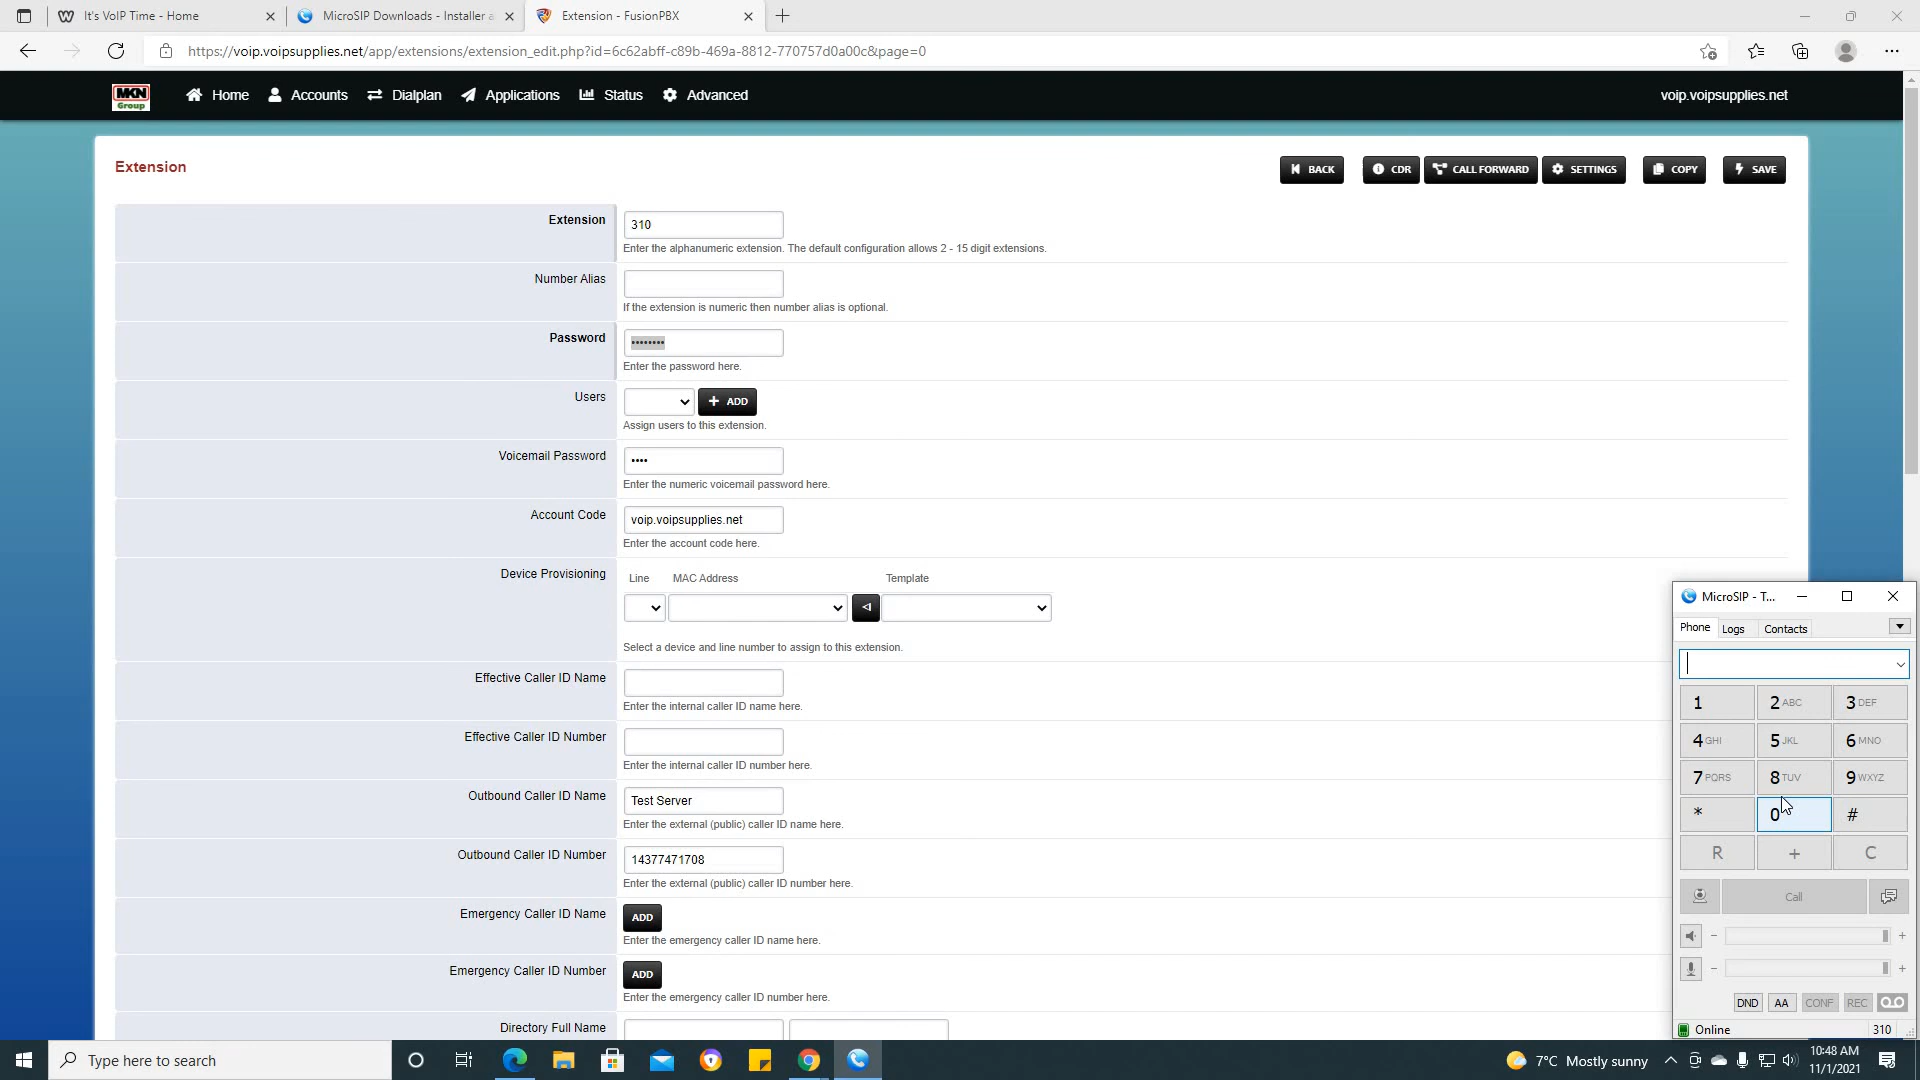 It's VoIP Time - Home
MicroSIP Downloads - Installer a
Extension - FusionPBX
https://voip.voipsupplies.net/app/extensions/extension_edit.php?id=6c62abff-c89b-469a-8812-770757d0a00c&page=0
MKN
Group
Home
Accounts
Dialplan
Applications
Status
Advanced
voip.voipsupplies.net
Extension
BACK
CDR
CALL FORWARD
SETTINGS
COPY
SAVE
Extension
310
Enter the alphanumeric extension. The default configuration allows 2 - 15 digit extensions.
Number Alias
If the extension is numeric then number alias is optional.
Password
••••••••
Enter the password here.
Users
ADD
Assign users to this extension.
Voicemail Password
••••
Enter the numeric voicemail password here.
Account Code
voip.voipsupplies.net
Enter the account code here.
Device Provisioning
Line
MAC Address
Template
Select a device and line number to assign to this extension.
Effective Caller ID Name
Enter the internal caller ID name here.
Effective Caller ID Number
Enter the internal caller ID number here.
Outbound Caller ID Name
Test Server
Enter the external (public) caller ID name here.
Outbound Caller ID Number
14377471708
Enter the external (public) caller ID number here.
Emergency Caller ID Name
ADD
Enter the emergency caller ID name here.
Emergency Caller ID Number
ADD
Enter the emergency caller ID number here.
Directory Full Name
MicroSIP - T...
Phone
Logs
Contacts
1
2 ABC
3 DEF
4 GHI
5 JKL
6 MNO
7 PQRS
8 TUV
9 WXYZ
*
0
#
R
+
C
Call
- +
- +
DND
AA
CONF
REC
Online
310
Type here to search
7°C Mostly sunny
10:48 AM
11/1/2021